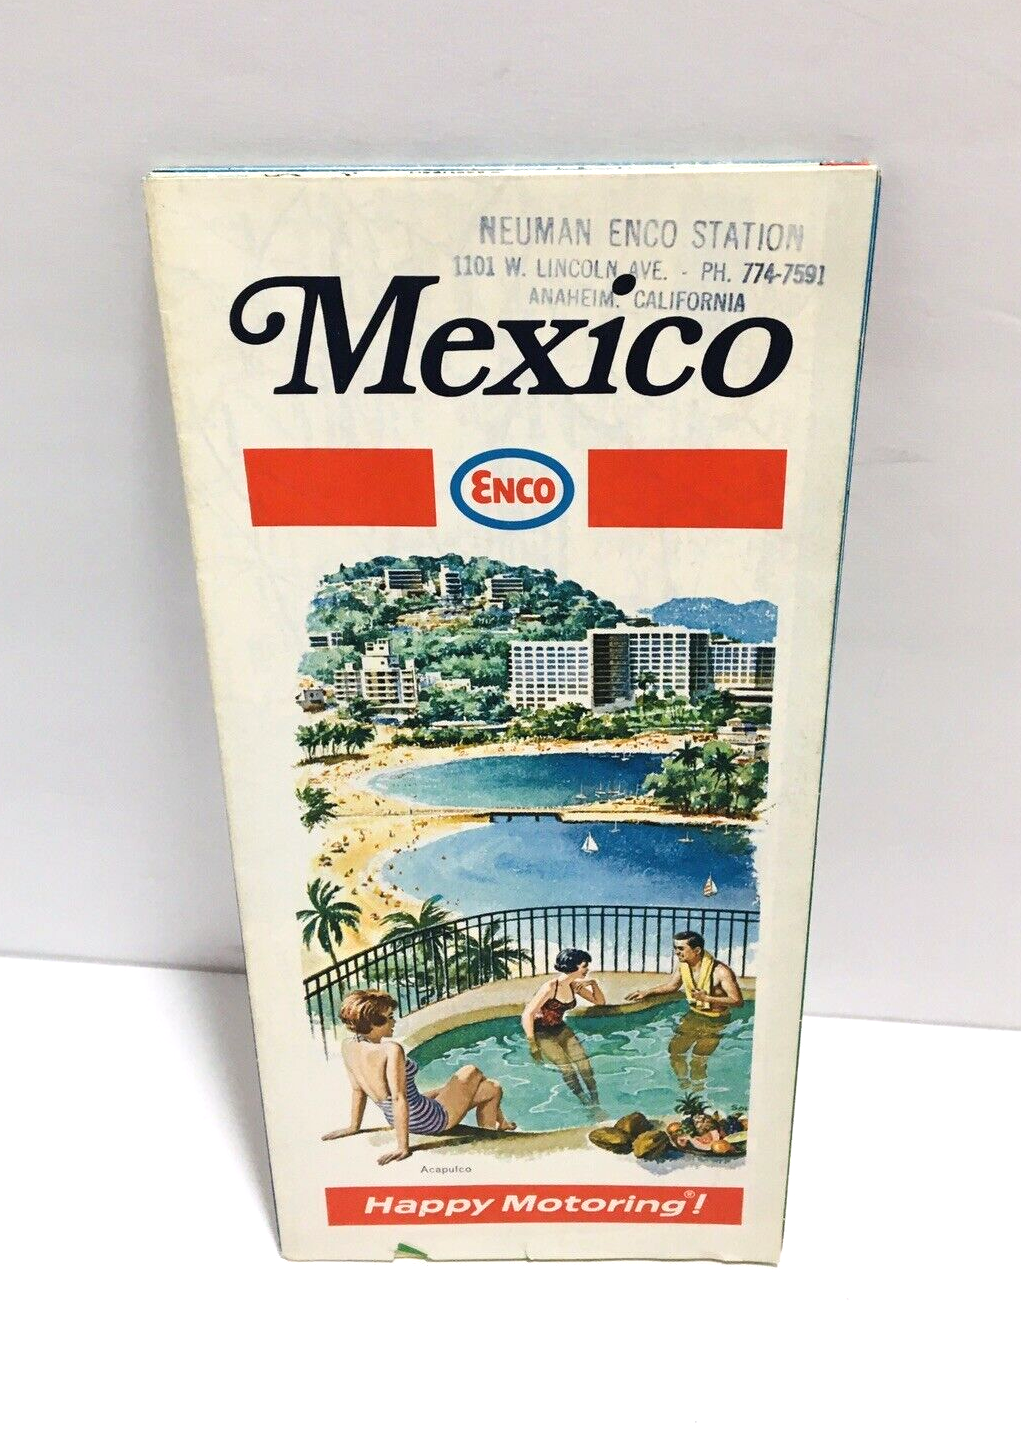 NEUMAN ENCO STATION
1101 W. LINCOLN AVE. - PH. 774-7591
ANAHEIM, CALIFORNIA
Mexico
ENCO
Acapulco
Happy Motoring®!